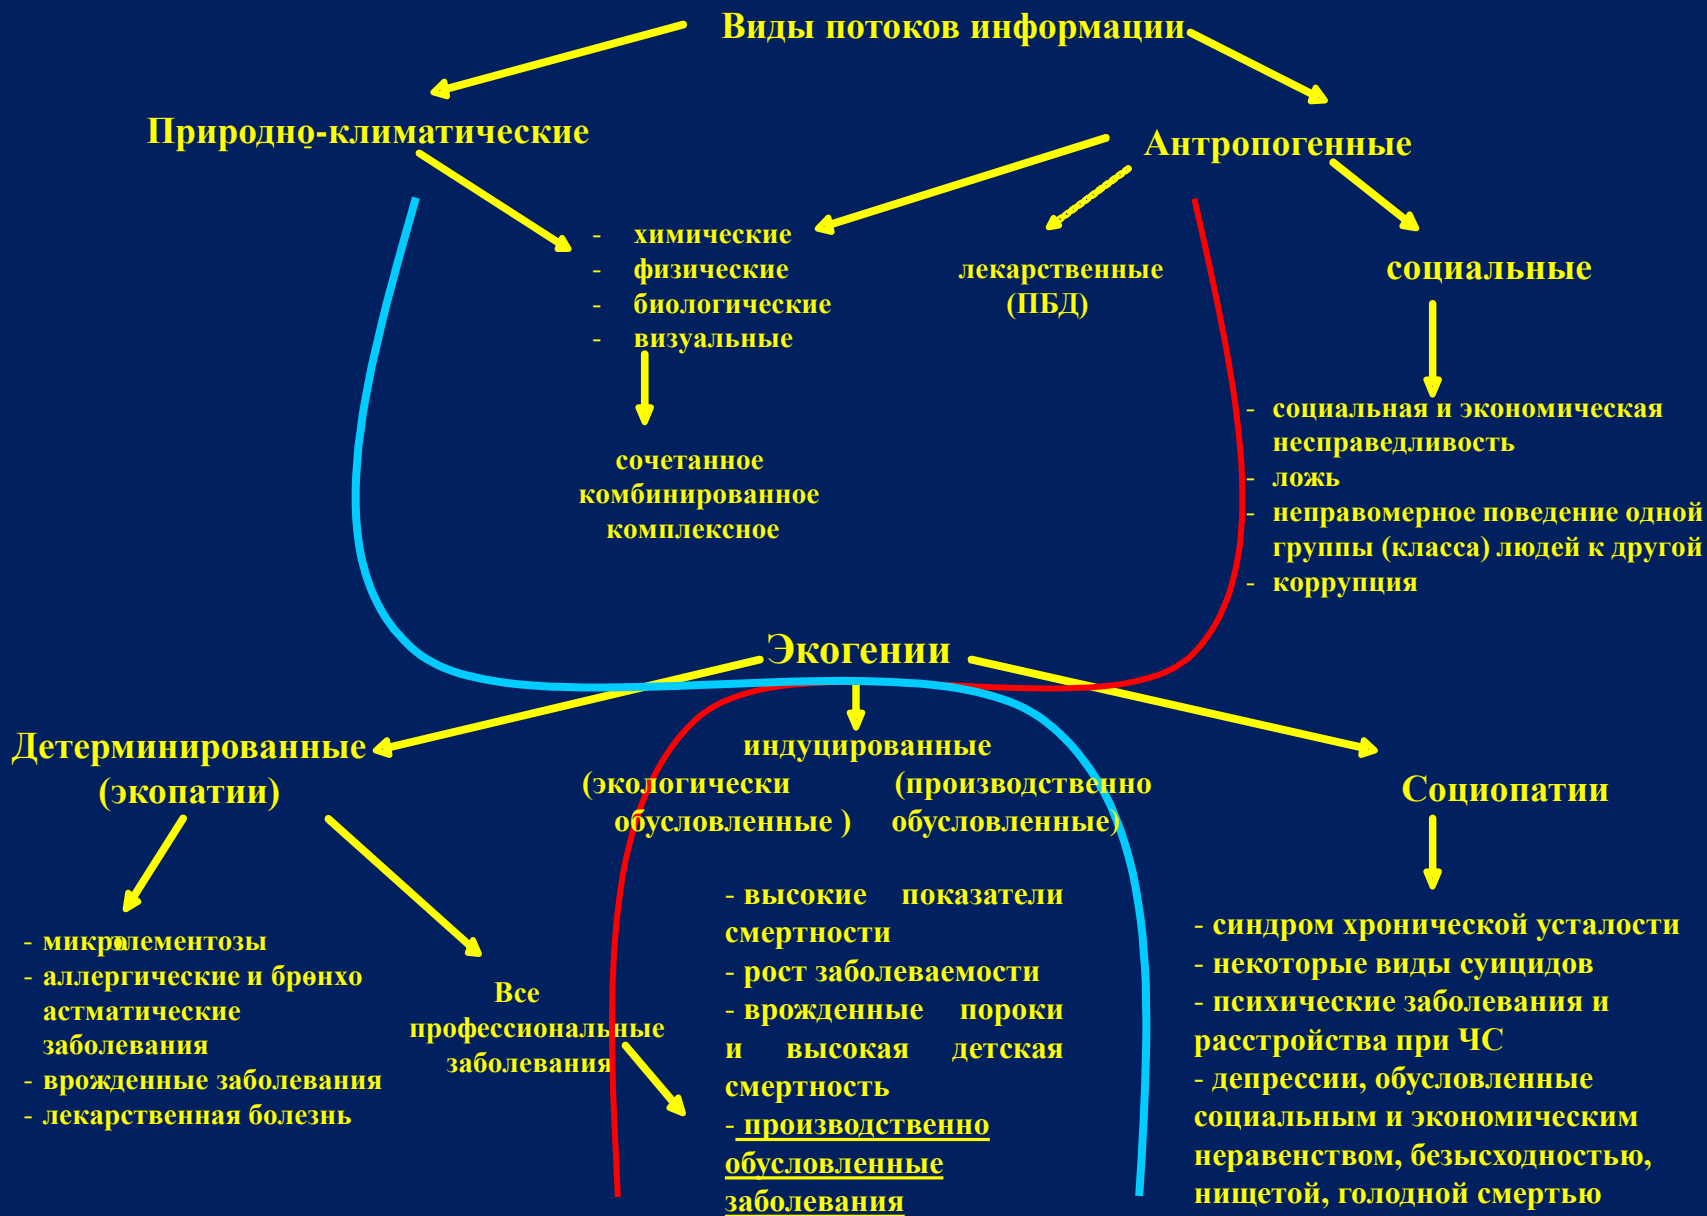 Виды потоков информации
Природно-климатические
-
Антропогенные
- химические
- физические
- биологические
- визуальные
лекарственные
(ПБД)
социальные
сочетанное
комбинированное
комплексное
- социальная и экономическая
несправедливость
- ложь
- неправомерное поведение одной
группы (класса) людей к другой
- коррупция
Экогении
Детерминированные
(экопатии)
индуцированные
(экологически
обусловленные )
(производственно
обусловленные)
Социопатии
- микроэлементозы
- аллергические и бронхо
астматические
заболевания
- врожденные заболевания
- лекарственная болезнь
Все
профессиональные
заболевания
- высокие показатели
смертности
- рост заболеваемости
- врожденные пороки
и высокая детская
смертность
- производственно
обусловленные
заболевания
- синдром хронической усталости
- некоторые виды суицидов
- психические заболевания и
расстройства при ЧС
- депрессии, обусловленные
социальным и экономическим
неравенством, безысходностью,
нищетой, голодной смертью